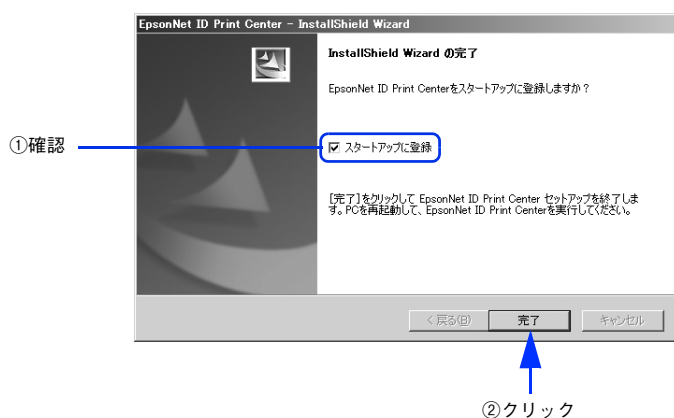 EpsonNet ID Print Center - InstallShield Wizard
InstallShield Wizard の完了
EpsonNet ID Print Centerをスタートアップに登録しますか？
①確認
スタートアップに登録
[完了]をクリックして EpsonNet ID Print Center セットアップを終了しま
す。PCを再起動して、EpsonNet ID Print Centerを実行してください。
< 戻る(B)
完了
キャンセル
②クリック